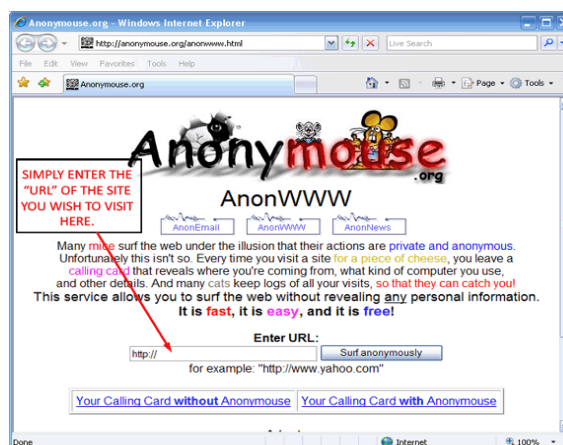 Anonymouse.org - Windows Internet Explorer
http://anonymouse.org/anonwww.html
Live Search
File Edit View Favorites Tools Help
Anonymouse.org
Page Tools
Anonymouse
.org
SIMPLY ENTER THE
"URL" OF THE SITE
YOU WISH TO VISIT
HERE.
AnonWWW
AnonEmail AnonWWW AnonNews
Many mice surf the web under the illusion that their actions are private and anonymous.
Unfortunately this isn't so. Every time you visit a site for a piece of cheese, you leave a
calling card that reveals where you're coming from, what kind of computer you use,
and other details. And many cats keep logs of all your visits, so that they can catch you!
This service allows you to surf the web without revealing any personal information.
It is fast, it is easy, and it is free!
Enter URL:
http:// Surf anonymously
for example: "http://www.yahoo.com"
Your Calling Card without Anonymouse Your Calling Card with Anonymouse
Done Internet 100%